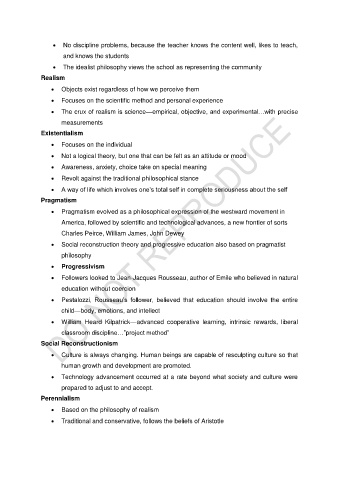 • No discipline problems, because the teacher knows the content well, likes to teach,
and knows the students
• The idealist philosophy views the school as representing the community
Realism
• Objects exist regardless of how we perceive them
• Focuses on the scientific method and personal experience
• The crux of realism is science—empirical, objective, and experimental…with precise
measurements
Existentialism
• Focuses on the individual
• Not a logical theory, but one that can be felt as an attitude or mood
• Awareness, anxiety, choice take on special meaning
• Revolt against the traditional philosophical stance
• A way of life which involves one's total self in complete seriousness about the self
Pragmatism
• Pragmatism evolved as a philosophical expression of the westward movement in
America, followed by scientific and technological advances, a new frontier of sorts
Charles Peirce, William James, John Dewey
• Social reconstruction theory and progressive education also based on pragmatist
philosophy
• Progressivism
• Followers looked to Jean Jacques Rousseau, author of Emile who believed in natural
education without coercion
• Pestalozzi, Rousseau's follower, believed that education should involve the entire
child—body, emotions, and intellect
• William Heard Kilpatrick—advanced cooperative learning, intrinsic rewards, liberal
classroom discipline…"project method"
Social Reconstructionism
• Culture is always changing. Human beings are capable of resculpting culture so that
human growth and development are promoted.
• Technology advancement occurred at a rate beyond what society and culture were
prepared to adjust to and accept.
Perennialism
• Based on the philosophy of realism
• Traditional and conservative, follows the beliefs of Aristotle
DO NOT REPRODUCE